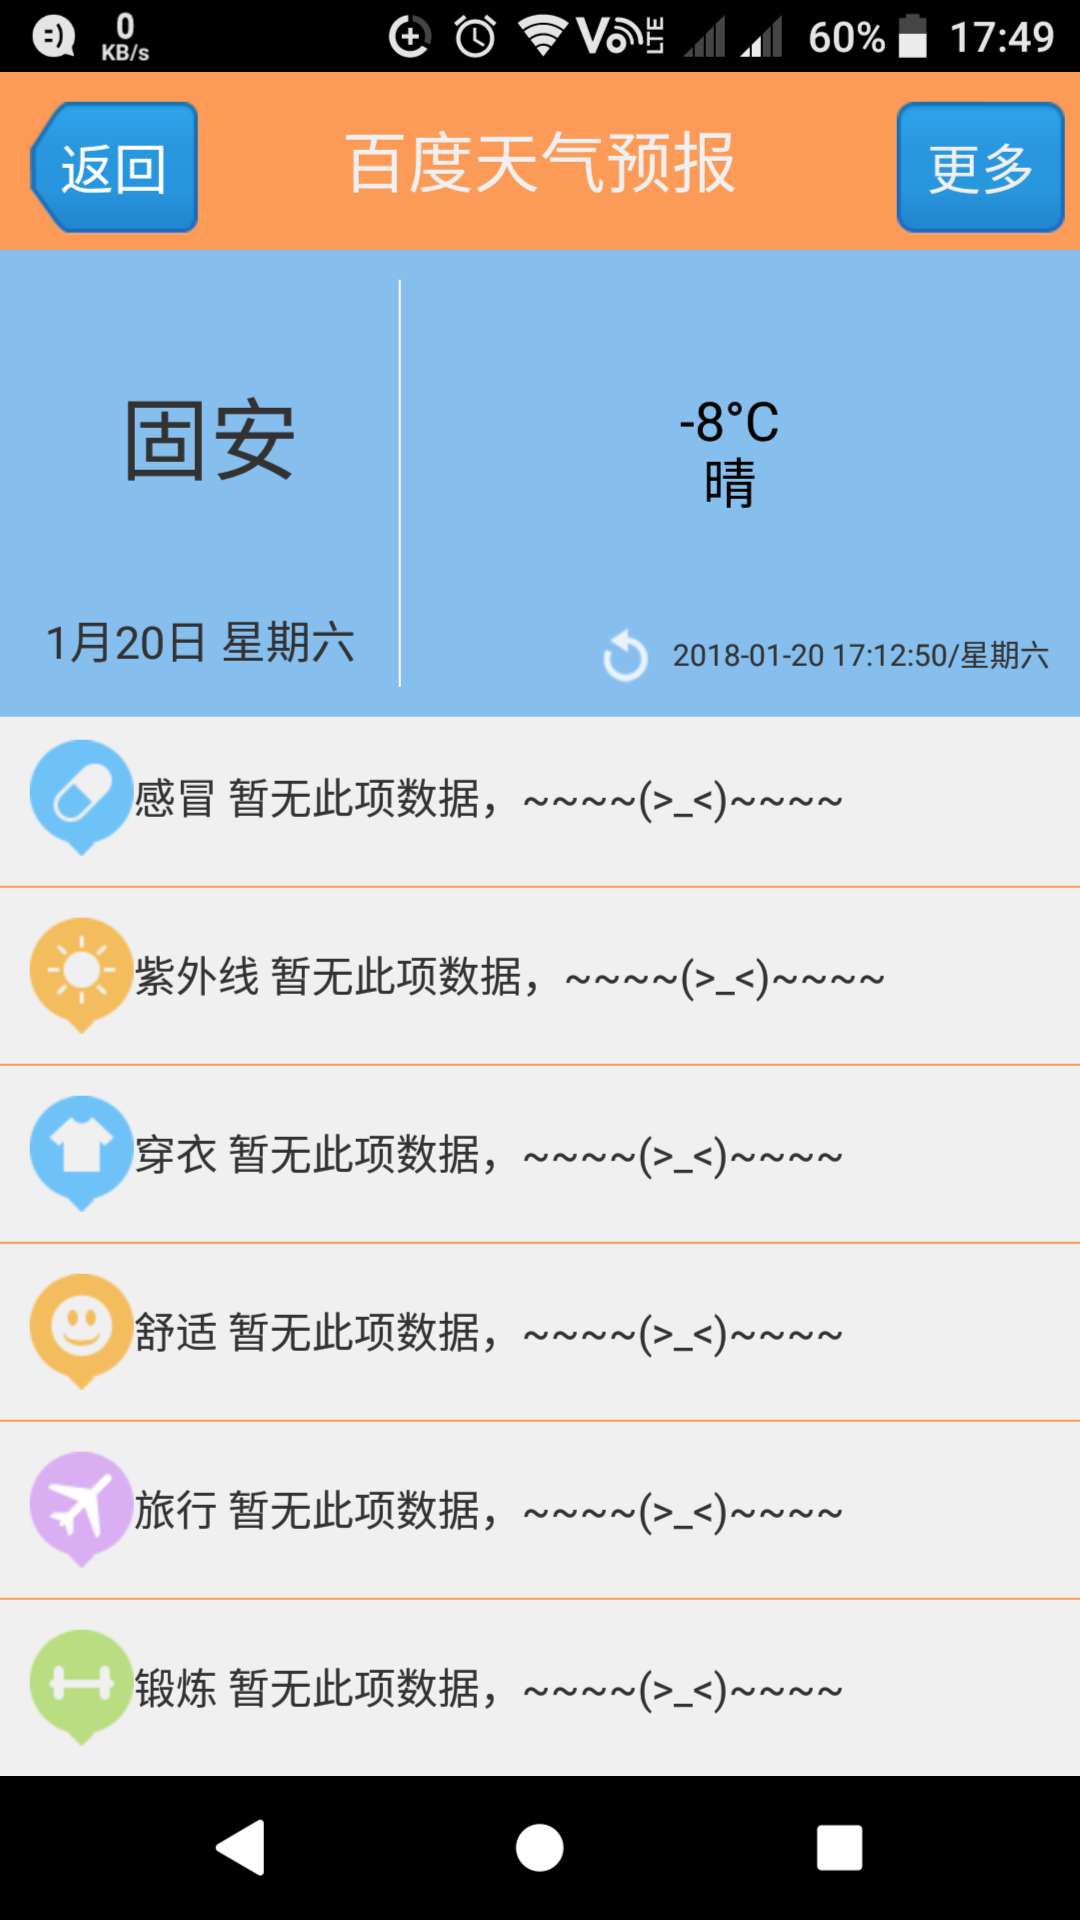 0
KB/s
VoLTE
60%
17:49
返回
百度天气预报
更多
固安
-8°C
晴
1月20日 星期六
2018-01-20 17:12:50/星期六
感冒 暂无此项数据，~~~~(>_<)~~~~
紫外线 暂无此项数据，~~~~(>_<)~~~~
穿衣 暂无此项数据，~~~~(>_<)~~~~
舒适 暂无此项数据，~~~~(>_<)~~~~
旅行 暂无此项数据，~~~~(>_<)~~~~
锻炼 暂无此项数据，~~~~(>_<)~~~~